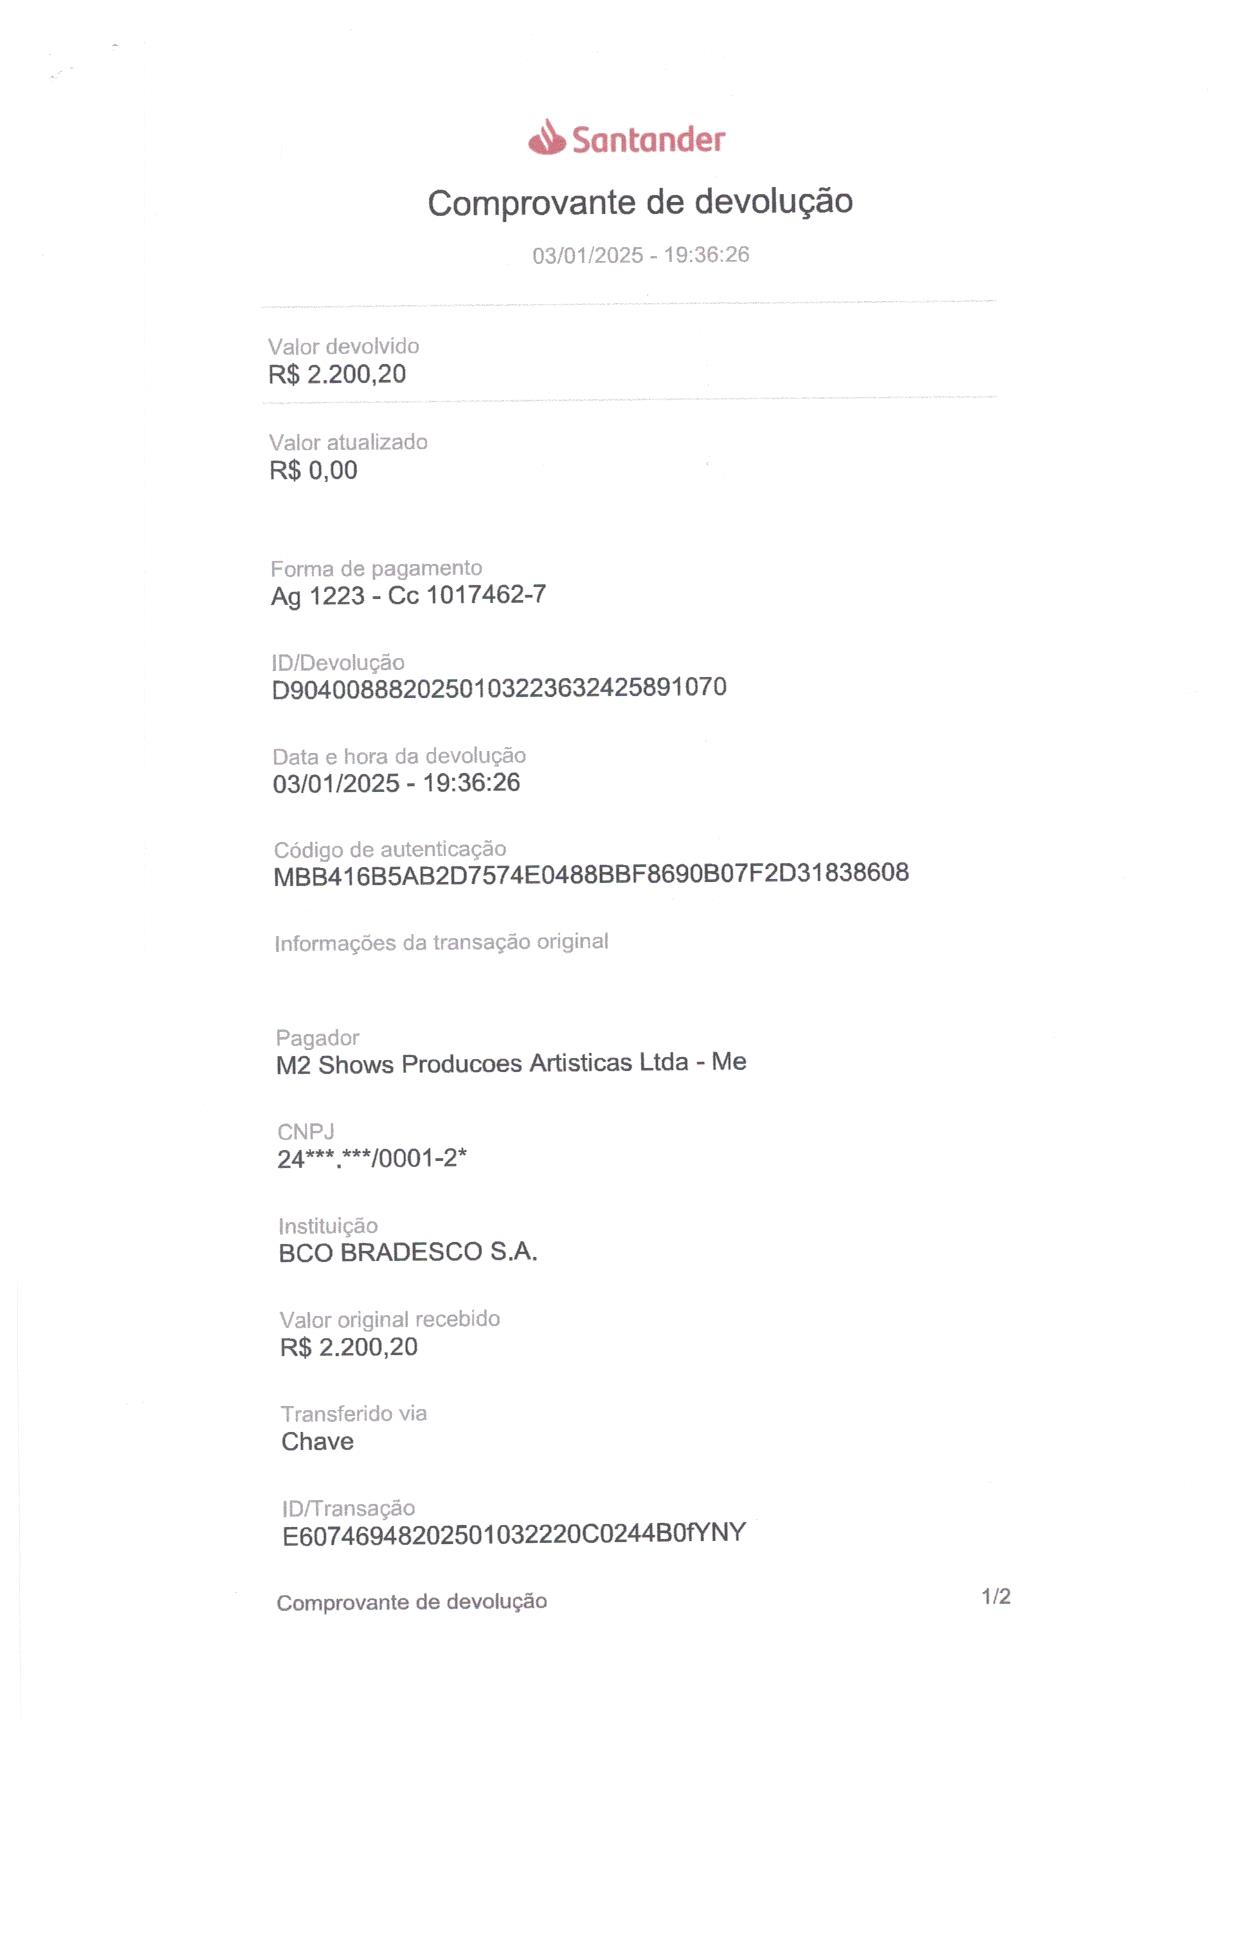 Santander
Comprovante de devolução
03/01/2025 - 19:36:26
Valor devolvido
R$ 2.200,20
Valor atualizado
R$ 0,00
Forma de pagamento
Ag 1223 - Cc 1017462-7
ID/Devolução
D9040088820250103223632425891070
Data e hora da devolução
03/01/2025 - 19:36:26
Código de autenticação
MBB416B5AB2D7574E0488BBF8690B07F2D31838608
Informações da transação original
Pagador
M2 Shows Producoes Artisticas Ltda - Me
CNPJ
24***.***/0001-2*
Instituição
BCO BRADESCO S.A.
Valor original recebido
R$ 2.200,20
Transferido via
Chave
ID/Transação
E60746948202501032220C0244B0fYNY
Comprovante de devolução
1/2